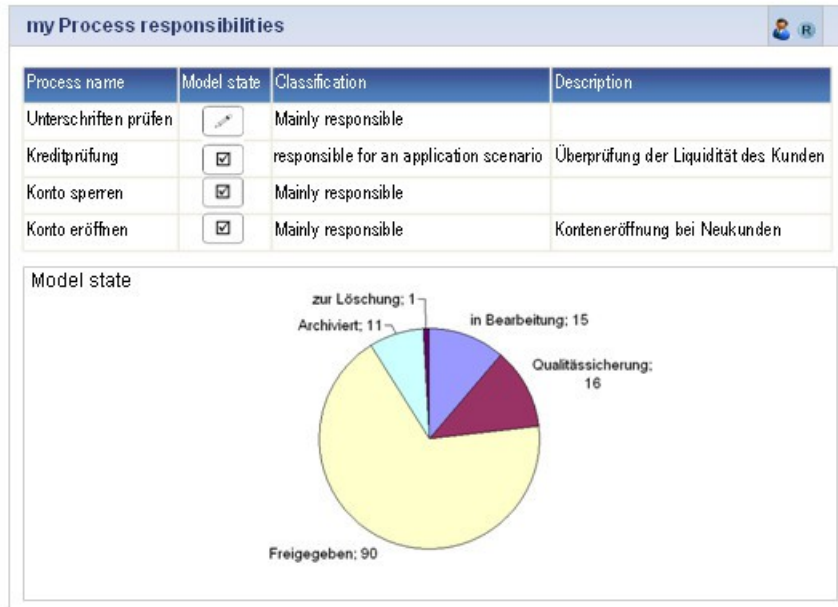 my Process responsibilities
R
Process name Model state Classification Description
Unterschriften prüfen Mainly responsible
Kreditprüfung responsible for an application scenario Überprüfung der Liquidität des Kunden
Konto sperren Mainly responsible
Konto eröffnen Mainly responsible Konteneröffnung bei Neukunden
Model state
zur Löschung; 1
Archiviert; 11
in Bearbeitung; 15
Qualitässicherung;
16
Freigegeben; 90